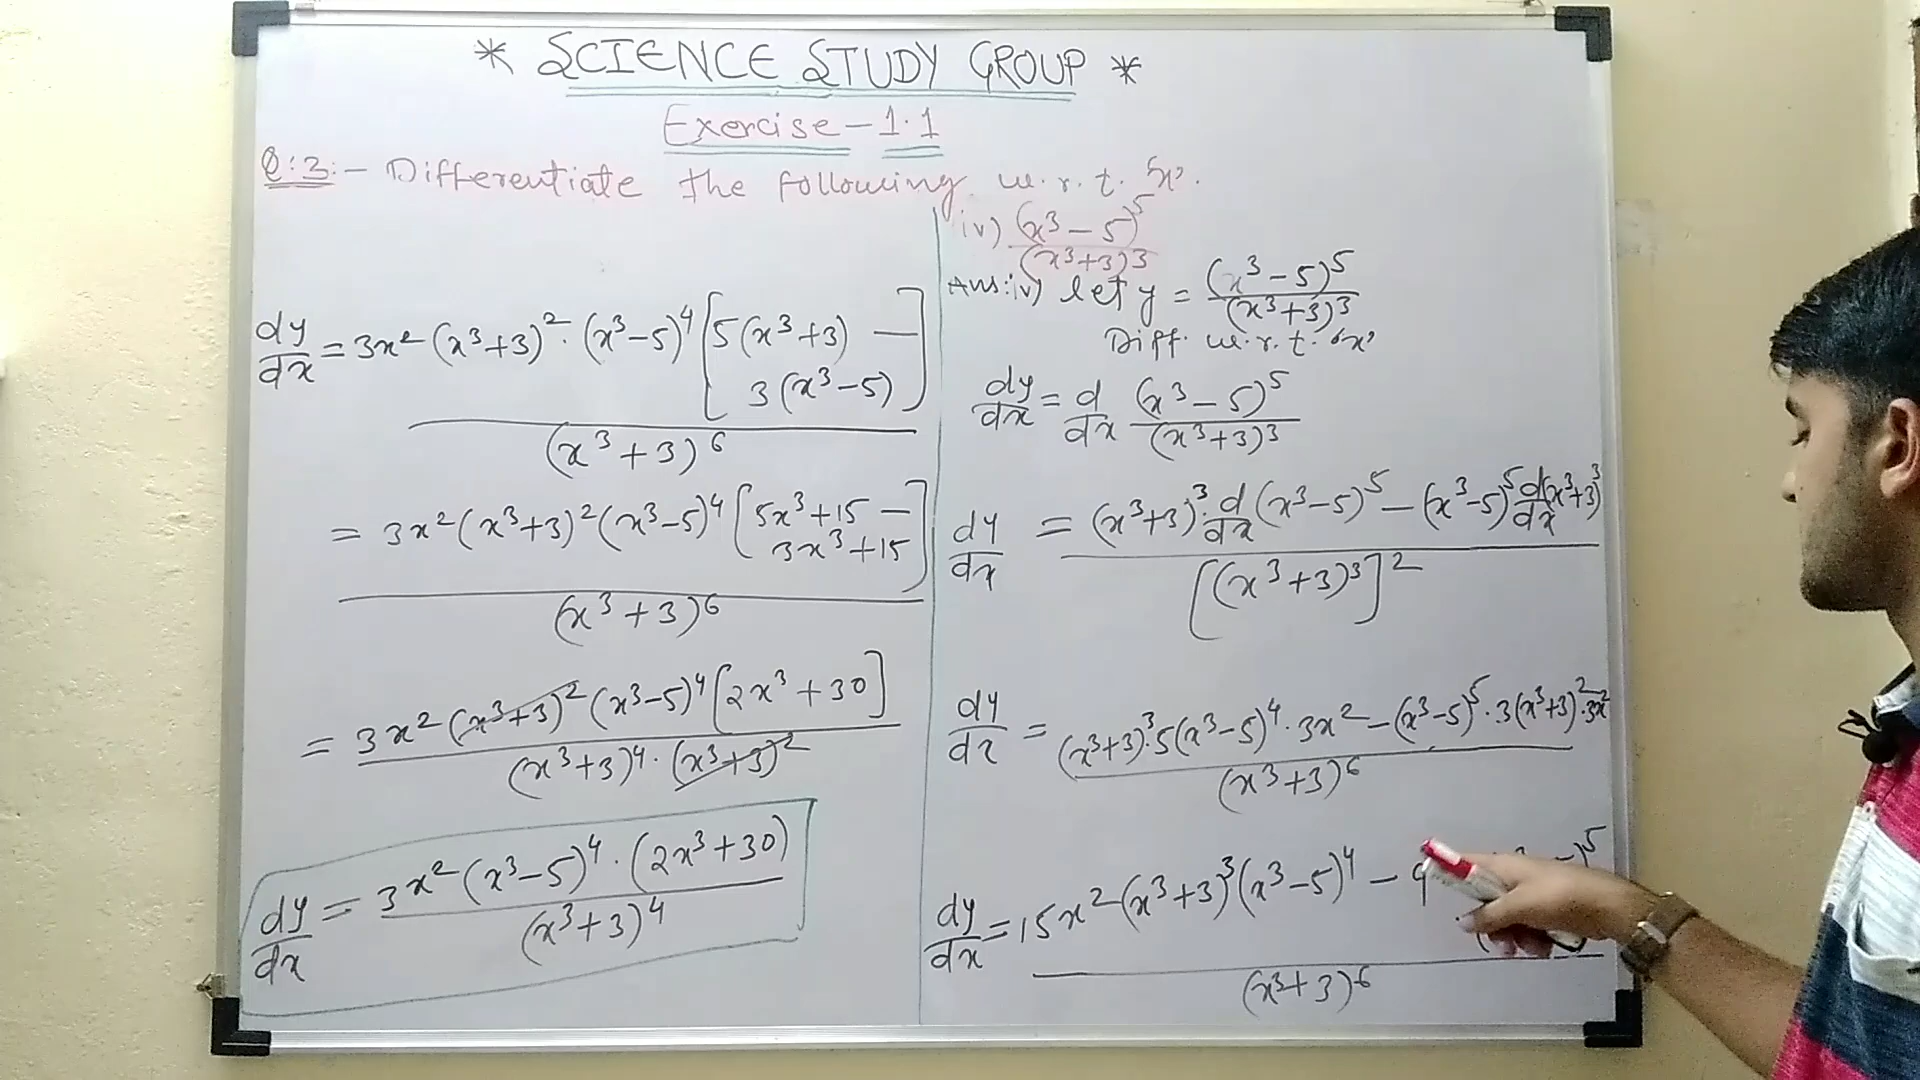 * SCIENCE STUDY GROUP *
Exercise - 1.1
Q:3:- Differentiate the following w.r.t. 'x'.
iv) (x³ - 5)⁵
(x³+3)³
Ans:iv) let y = (x³ - 5)⁵
(x³+3)³
Diff. w.r.t. 'x'
dy/dx = d/dx (x³ - 5)⁵
(x³+3)³
dy/dx = (x³+3)³. d/dx (x³-5)⁵ - (x³-5)⁵ d/dx (x³+3)³
[(x³+3)³]²
dy/dx = (x³+3)³.5(x³-5)⁴.3x² - (x³-5)⁵.3(x³+3)².3x²
(x³+3)⁶
dy/dx = 15x²(x³+3)³(x³-5)⁴ - 9
(x³+3)⁶
dy/dx = 3x² (x³+3)².(x³-5)⁴ [5(x³+3) -
3(x³-5)]
(x³+3)⁶
= 3x²(x³+3)²(x³-5)⁴ [5x³+15 -
3x³+15]
(x³+3)⁶
= 3x² (x³+3)² (x³-5)⁴ [2x³+30]
(x³+3)⁴.(x³+3)²
dy/dx = 3x² (x³-5)⁴.(2x³+30)
(x³+3)⁴